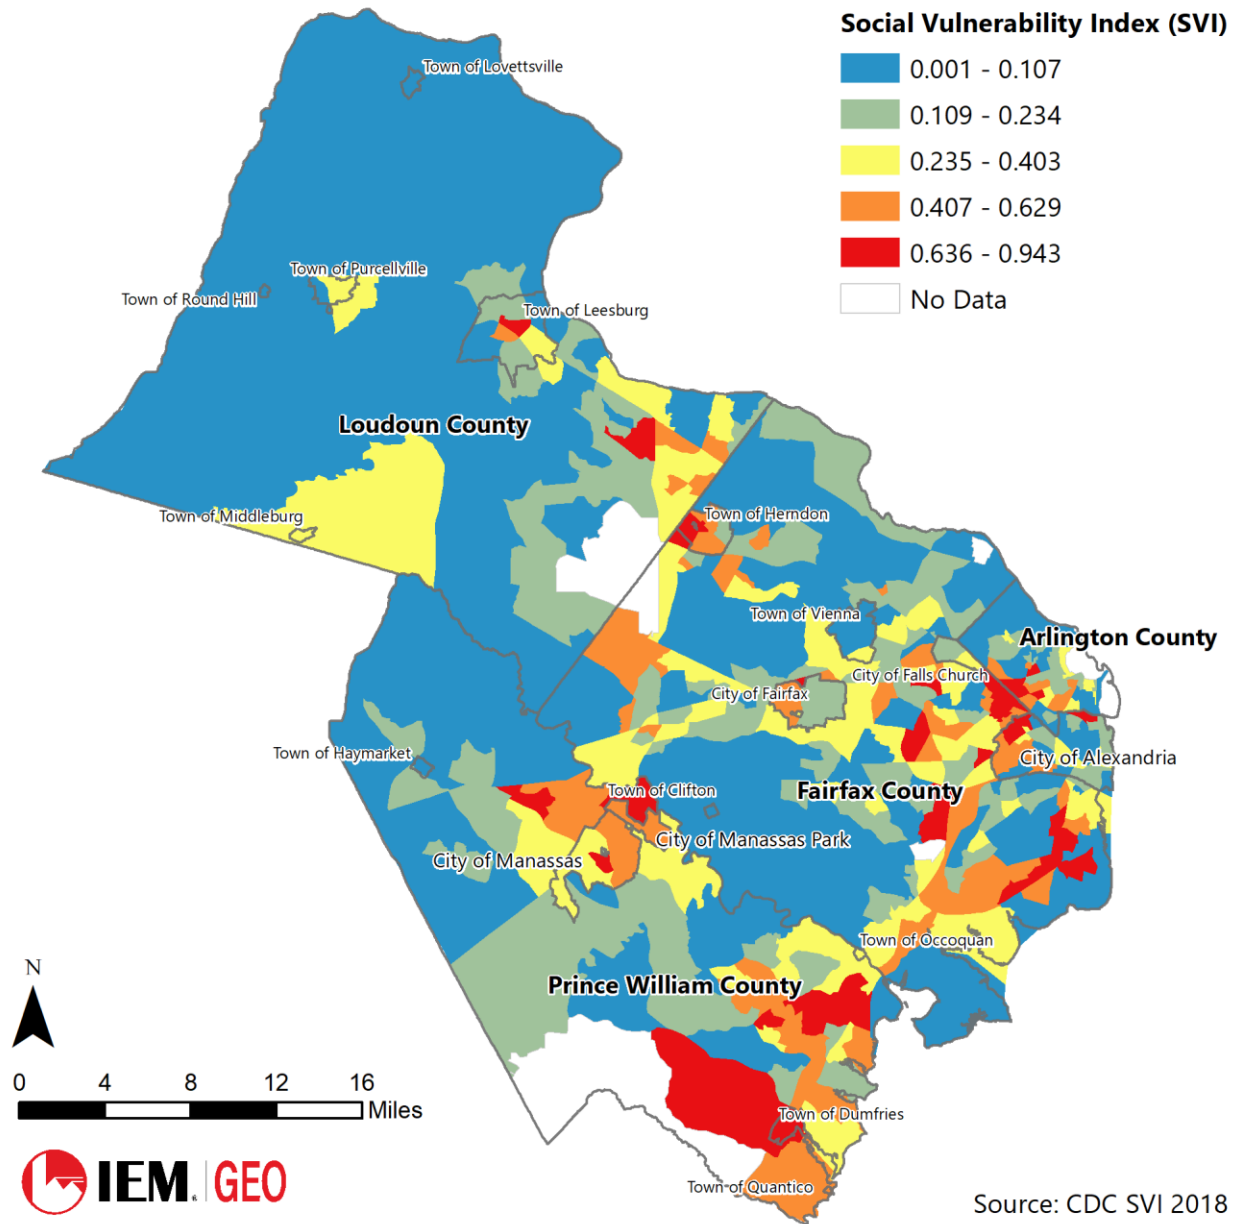 Social Vulnerability Index (SVI)
0.001 - 0.107
0.109 - 0.234
0.235 - 0.403
0.407 - 0.629
0.636 - 0.943
No Data
Town of Lovettsville
Town of Purcellville
Town of Round Hill
Town of Leesburg
Loudoun County
Town of Middleburg
Town of Herndon
Town of Vienna
Arlington County
City of Falls Church
City of Fairfax
Town of Haymarket
City of Alexandria
Town of Clifton
Fairfax County
City of Manassas Park
City of Manassas
Town of Occoquan
Prince William County
N
0 4 8 12 16
Miles
Town of Dumfries
Town of Quantico
IEM GEO
Source: CDC SVI 2018